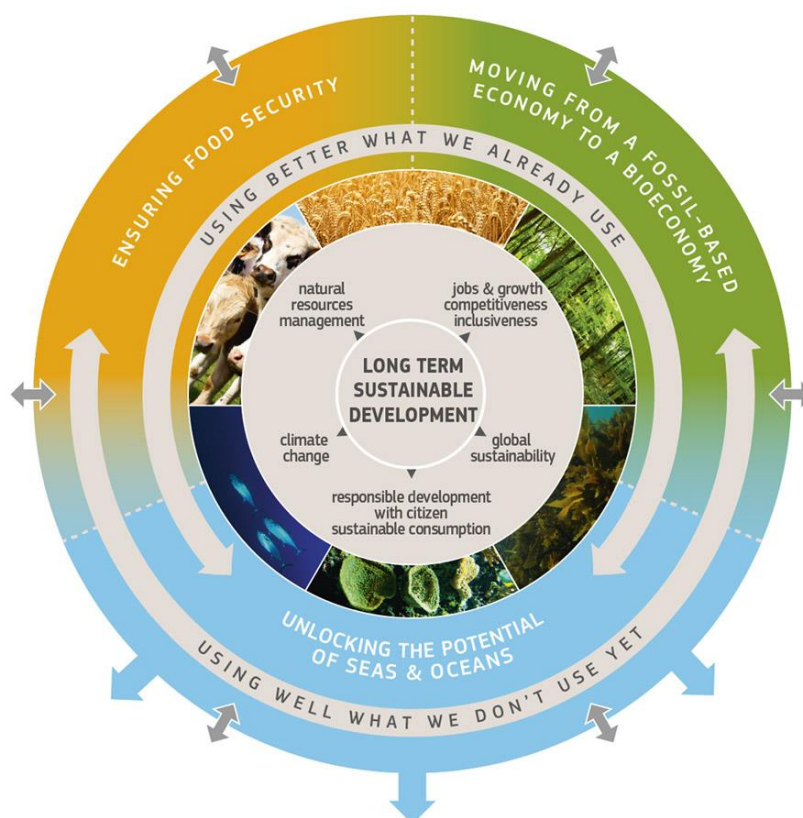 ENSURING FOOD SECURITY
MOVING FROM A FOSSIL-BASED
ECONOMY TO A BIOECONOMY
USING BETTER WHAT WE ALREADY USE
natural
resources
management
jobs & growth
competitiveness
inclusiveness
LONG TERM
SUSTAINABLE
DEVELOPMENT
climate
change
global
sustainability
responsible development
with citizen
sustainable consumption
UNLOCKING THE POTENTIAL
OF SEAS & OCEANS
USING WELL WHAT WE DON'T USE YET